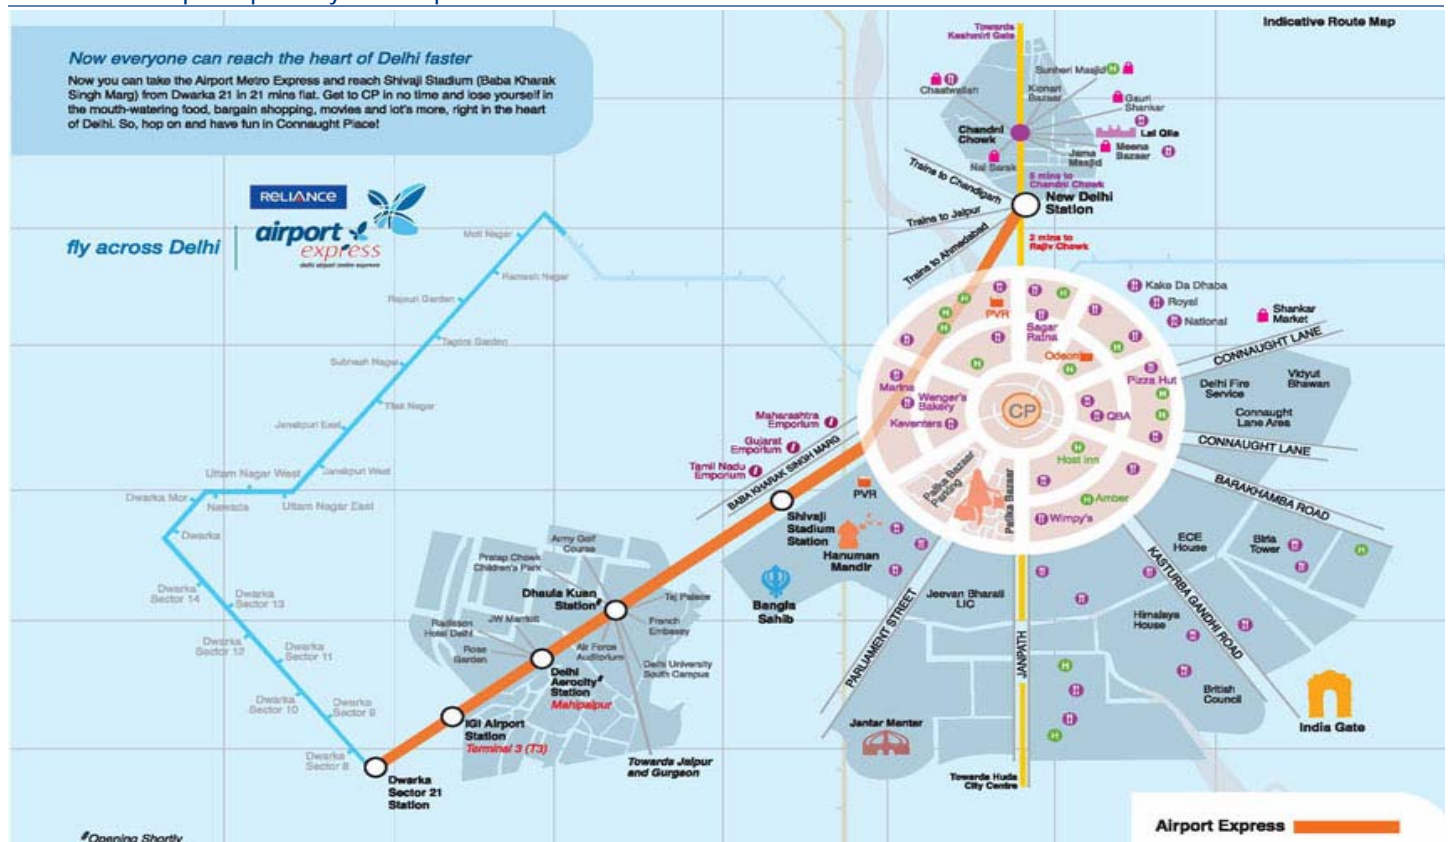 Indicative Route Map
Now everyone can reach the heart of Delhi faster
Now you can take the Airport Metro Express and reach Shivaji Stadium (Baba Kharak
Singh Marg) from Dwarka 21 in 21 mins flat. Get to CP in no time and lose yourself in
the mouth-watering food, bargain shopping, movies and lot's more, right in the heart
of Delhi. So, hop on and have fun in Connaught Place!
RELIANCE
airport
express
fly across Delhi
Towards
Kashmiri Gate
Sunheri Masjid
Chaatwallah
Kinari
Bazaar
Gauri
Shankar
Chandni
Chowk
Lal Qila
Jama
Masjid
Meena
Bazaar
Nai Sarak
5 mins to
Chandni Chowk
Trains to Chandigarh
Trains to Jaipur
Trains to Ahmedabad
New Delhi
Station
2 mins to
Rajiv Chowk
Moti Nagar
Ramesh Nagar
Rajouri Garden
Tagore Garden
Subhash Nagar
Tilak Nagar
Janakpuri East
Janakpuri West
Uttam Nagar West
Uttam Nagar East
Dwarka Mor
Nawada
Dwarka
Dwarka
Sector 14
Dwarka
Sector 13
Dwarka
Sector 12
Dwarka
Sector 11
Dwarka
Sector 10
Dwarka
Sector 9
Dwarka
Sector 8
Dwarka
Sector 21
Station
IGI Airport
Station
Terminal 3 (T3)
Delhi
Aerocity#
Station
Mahipalpur
Dhaula Kuan
Station#
Army Golf
Course
Pratap Chowk
Children's Park
JW Marriott
Radisson
Hotel Delhi
Rose
Garden
Air Force
Auditorium
Taj Palace
French
Embassy
Delhi University
South Campus
Towards Jaipur
and Gurgaon
Maharashtra
Emporium
Gujarat
Emporium
Tamil Nadu
Emporium
BABA KHARAK SINGH MARG
Shivaji
Stadium
Station
PVR
Hanuman
Mandir
Bangla
Sahib
PVR
Sagar
Ratna
Odeon
Marina
Wenger's
Bakery
Keventers
CP
Pizza Hut
QBA
Host Inn
Amber
Wimpy's
Palika Bazaar
Parking
Palika Bazaar
Kake Da Dhaba
Royal
National
Shankar
Market
CONNAUGHT LANE
Delhi Fire
Service
Vidyut
Bhawan
Connaught
Lane Area
CONNAUGHT LANE
BARAKHAMBA ROAD
ECE
House
Birla
Tower
KASTURBA GANDHI ROAD
Himalaya
House
British
Council
India Gate
Jeevan Bharati
LIC
PARLIAMENT STREET
JANPATH
Jantar Manter
Towards Huda
City Centre
#Opening Shortly
Airport Express